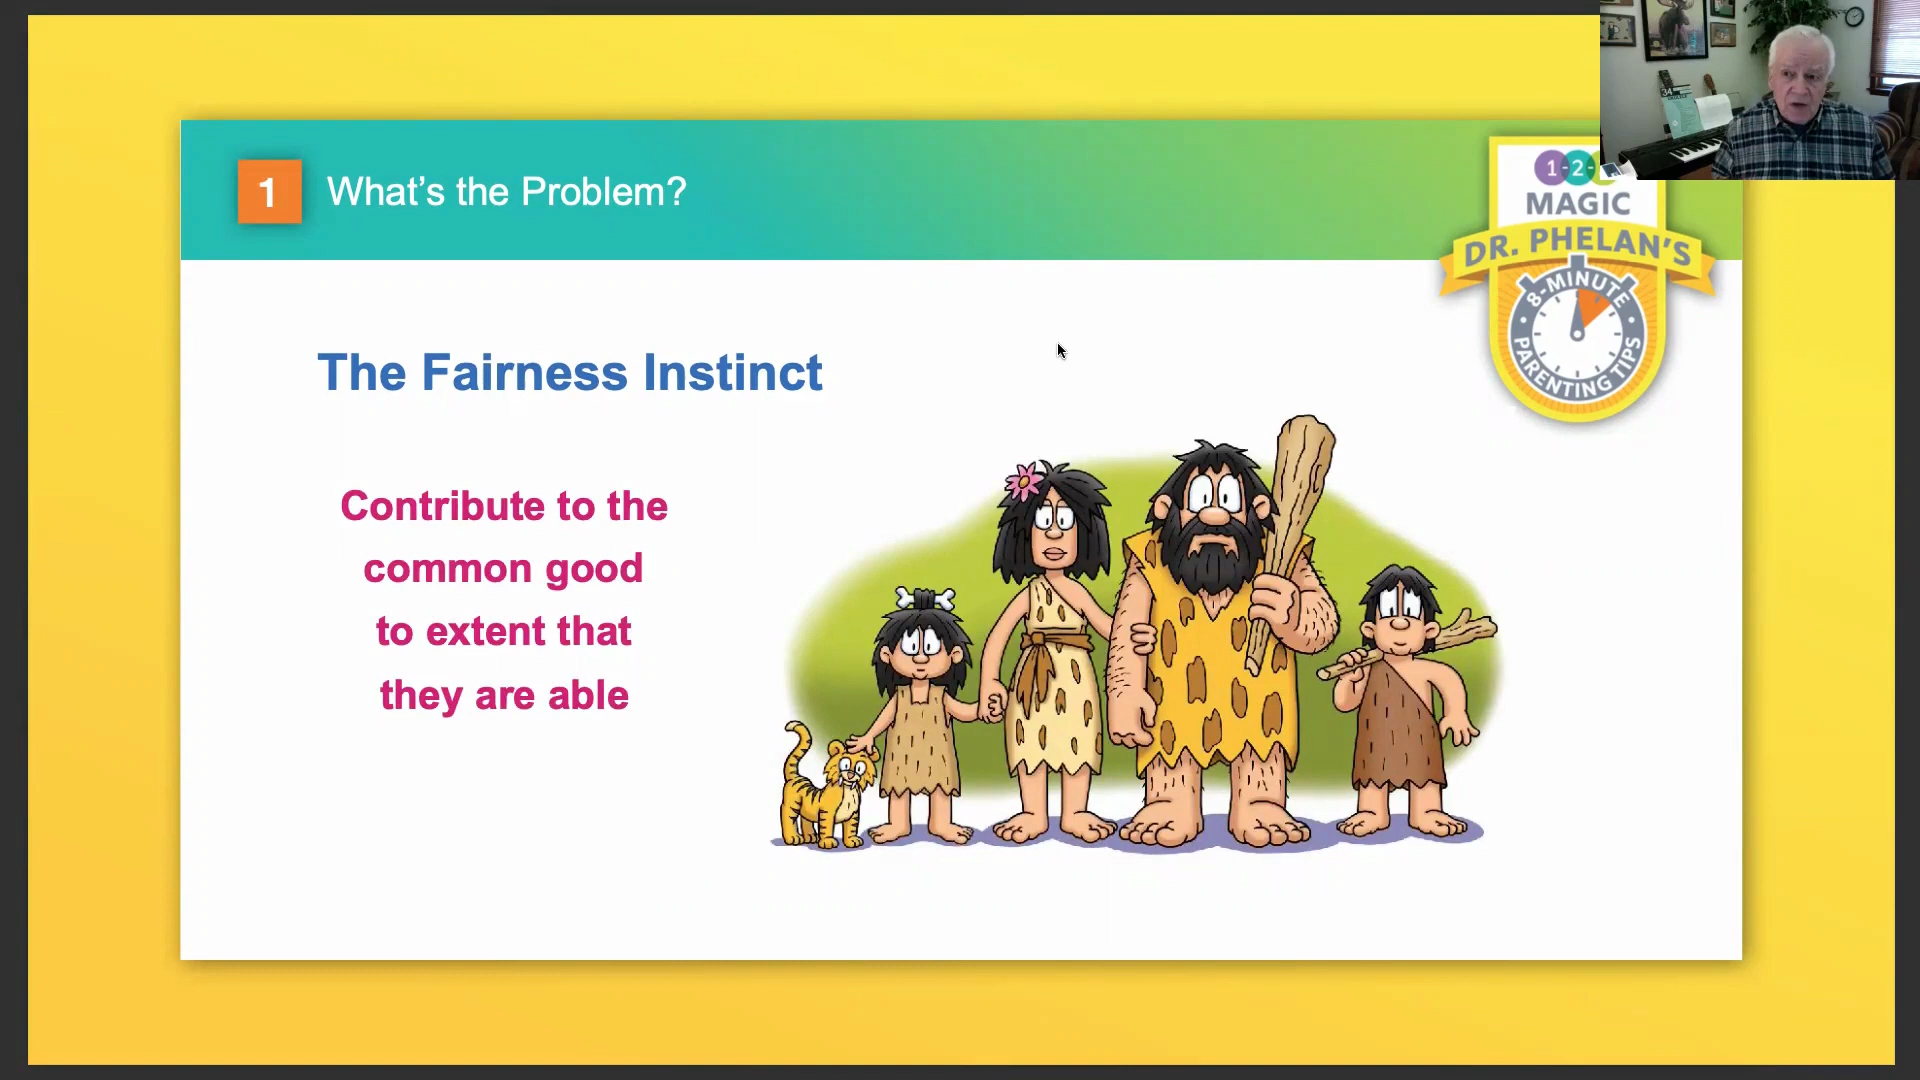 1 What's the Problem?
1-2-
MAGIC
DR. PHELAN'S
8-MINUTE
PARENTING TIPS
The Fairness Instinct
Contribute to the
common good
to extent that
they are able
34